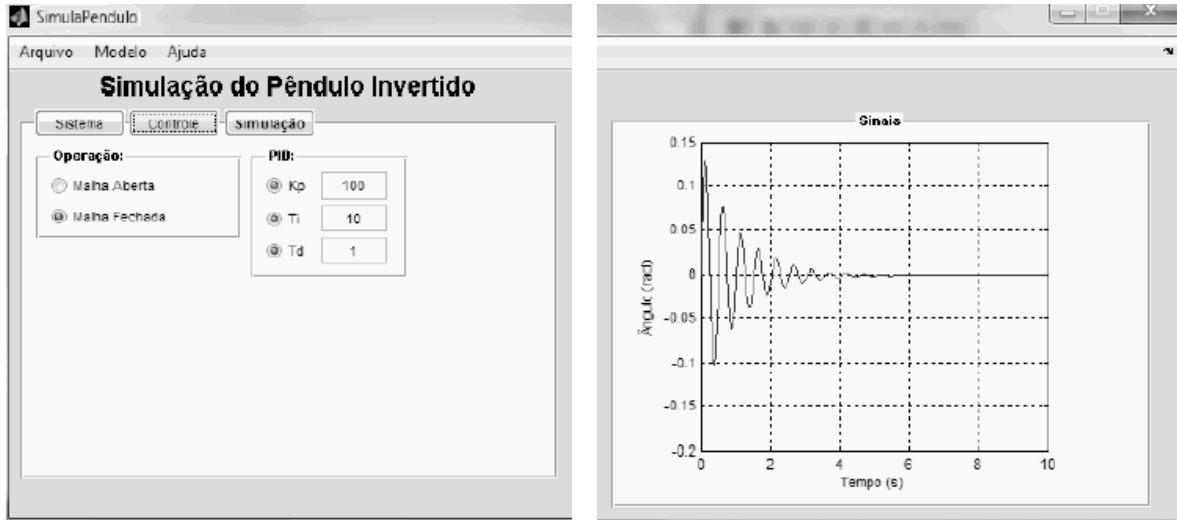 SimulaPendulo
Arquivo Modelo Ajuda
Simulação do Pêndulo Invertido
Sistema Controle Simulação
Operação:
Malha Aberta
Malha Fechada
PID:
Kp 100
Ti 10
Td 1
Sinais
0.15
0.1
0.05
0
-0.05
-0.1
-0.15
-0.2
Ângulo (rad)
0 2 4 6 8 10
Tempo (s)